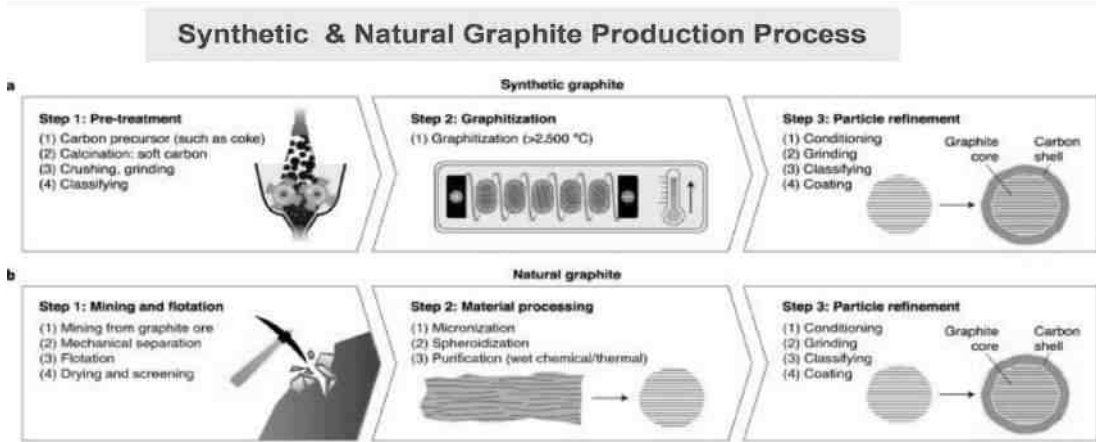 Synthetic & Natural Graphite Production Process
a
Synthetic graphite
Step 1: Pre-treatment
(1) Carbon precursor (such as coke)
(2) Calcination: soft carbon
(3) Crushing, grinding
(4) Classifying
Step 2: Graphitization
(1) Graphitization (>2,500 °C)
Step 3: Particle refinement
(1) Conditioning
(2) Grinding
(3) Classifying
(4) Coating
Graphite
core
Carbon
shell
b
Natural graphite
Step 1: Mining and flotation
(1) Mining from graphite ore
(2) Mechanical separation
(3) Flotation
(4) Drying and screening
Step 2: Material processing
(1) Micronization
(2) Spheroidization
(3) Purification (wet chemical/thermal)
Step 3: Particle refinement
(1) Conditioning
(2) Grinding
(3) Classifying
(4) Coating
Graphite
core
Carbon
shell